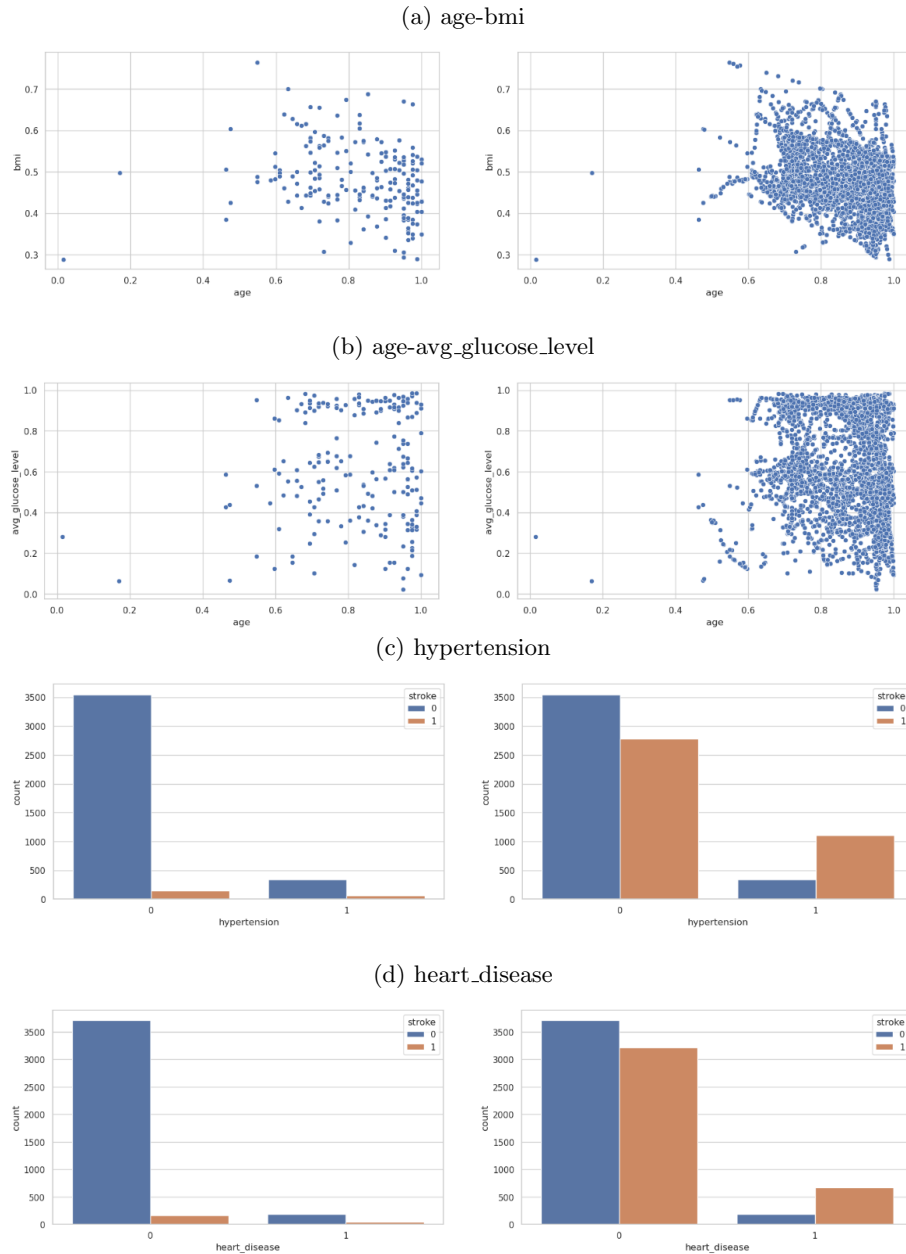 (a) age-bmi
0.7
0.6
0.5
0.4
0.3
bmi
0.0 0.2 0.4 0.6 0.8 1.0
age
0.7
0.6
0.5
0.4
0.3
bmi
0.0 0.2 0.4 0.6 0.8 1.0
age
(b) age-avg_glucose_level
1.0
0.8
0.6
0.4
0.2
0.0
avg_glucose_level
0.0 0.2 0.4 0.6 0.8 1.0
age
1.0
0.8
0.6
0.4
0.2
0.0
avg_glucose_level
0.0 0.2 0.4 0.6 0.8 1.0
age
(c) hypertension
3500
3000
2500
2000
1500
1000
500
0
count
stroke
0
1
0 1
hypertension
3500
3000
2500
2000
1500
1000
500
0
count
stroke
0
1
0 1
hypertension
(d) heart_disease
3500
3000
2500
2000
1500
1000
500
0
count
stroke
0
1
0 1
heart_disease
3500
3000
2500
2000
1500
1000
500
0
count
stroke
0
1
0 1
heart_disease